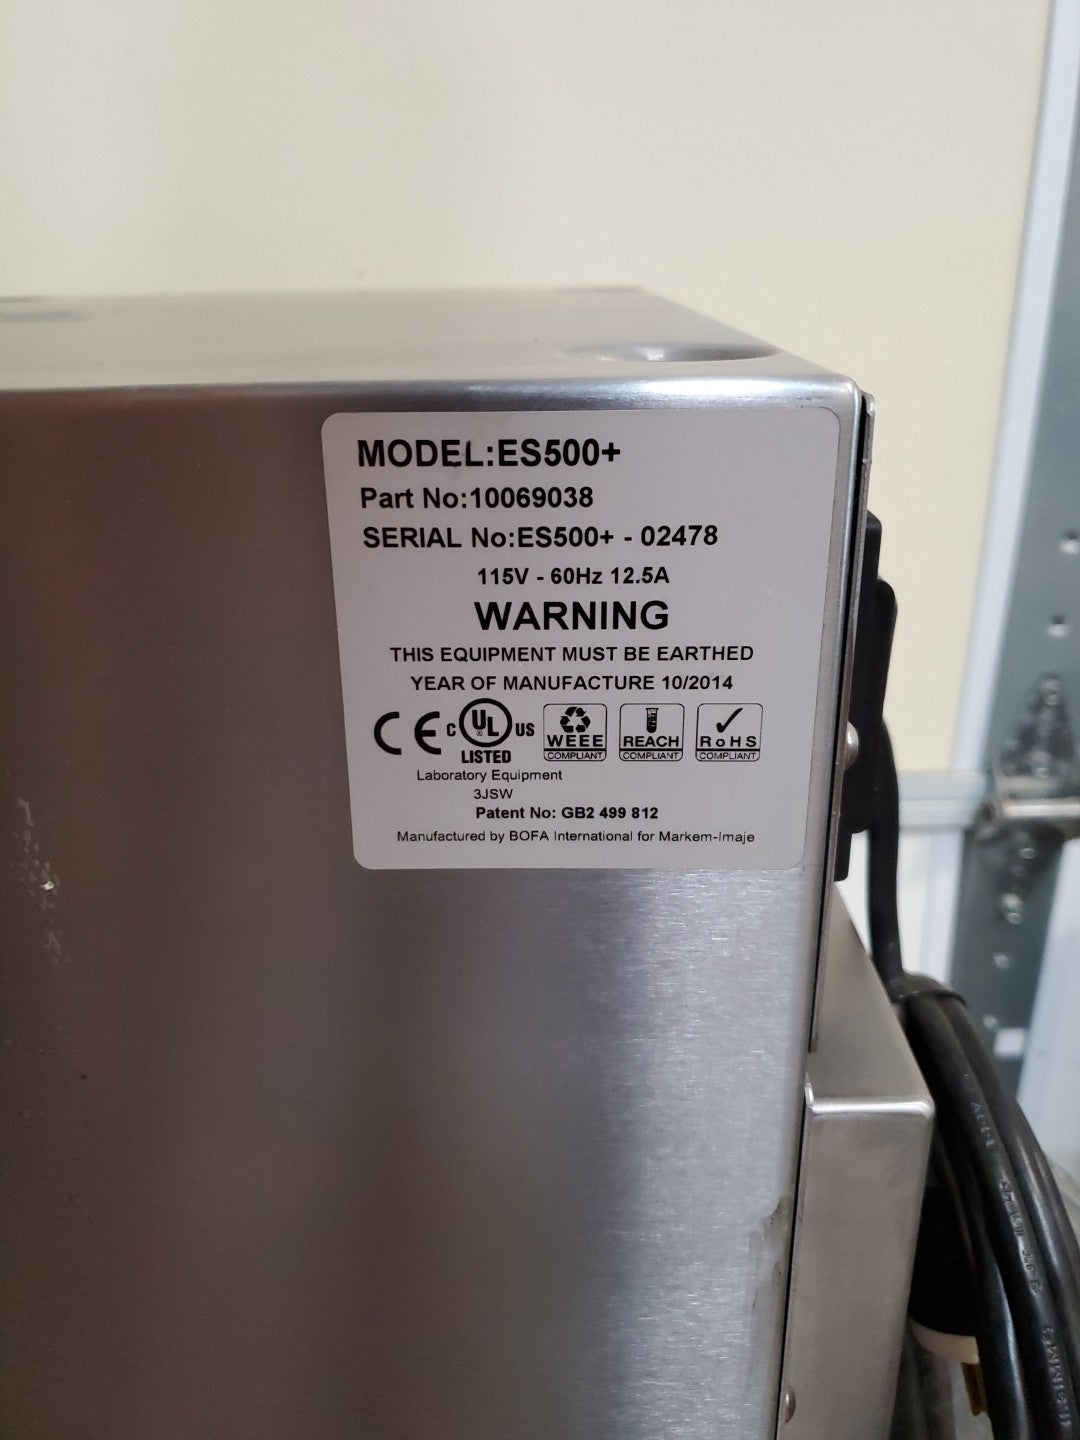 MODEL:ES500+
Part No:10069038
SERIAL No:ES500+ - 02478
115V - 60Hz 12.5A
WARNING
THIS EQUIPMENT MUST BE EARTHED
YEAR OF MANUFACTURE 10/2014
CE C UL ® US WEEE REACH RoHS
LISTED COMPLIANT COMPLIANT COMPLIANT
Laboratory Equipment
3JSW
Patent No: GB2 499 812
Manufactured by BOFA International for Markem-Imaje